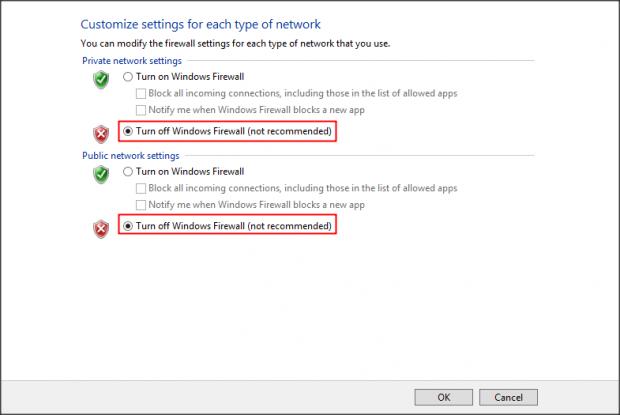 Customize settings for each type of network
You can modify the firewall settings for each type of network that you use.
Private network settings
Turn on Windows Firewall
Block all incoming connections, including those in the list of allowed apps
Notify me when Windows Firewall blocks a new app
Turn off Windows Firewall (not recommended)
Public network settings
Turn on Windows Firewall
Block all incoming connections, including those in the list of allowed apps
Notify me when Windows Firewall blocks a new app
Turn off Windows Firewall (not recommended)
OK
Cancel